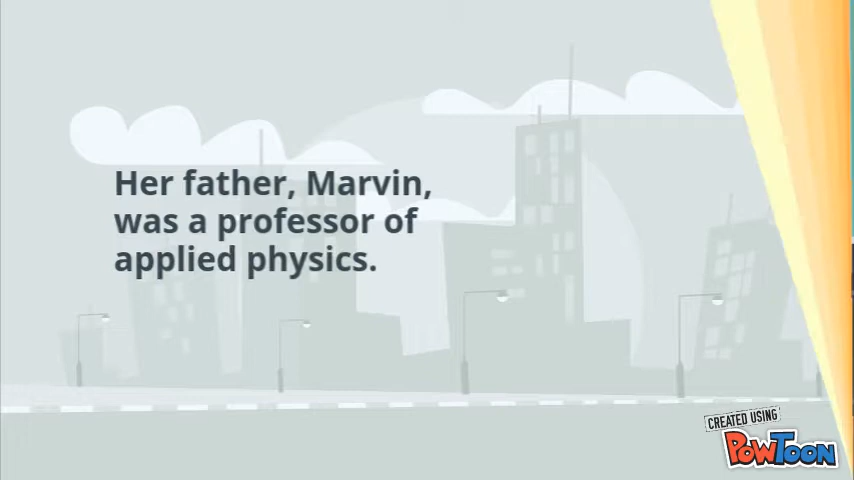 Her father, Marvin,
was a professor of
applied physics.
CREATED USING
POWTOON